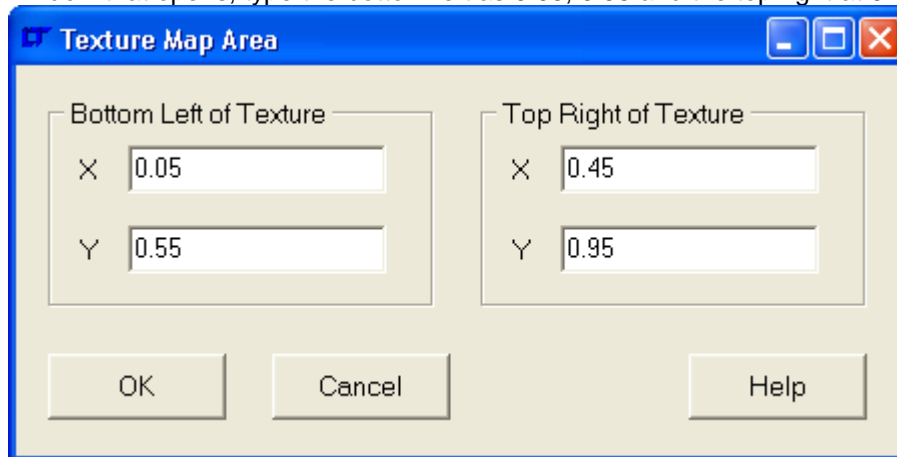 Texture Map Area
Bottom Left of Texture
X 0.05
Y 0.55
Top Right of Texture
X 0.45
Y 0.95
OK Cancel Help